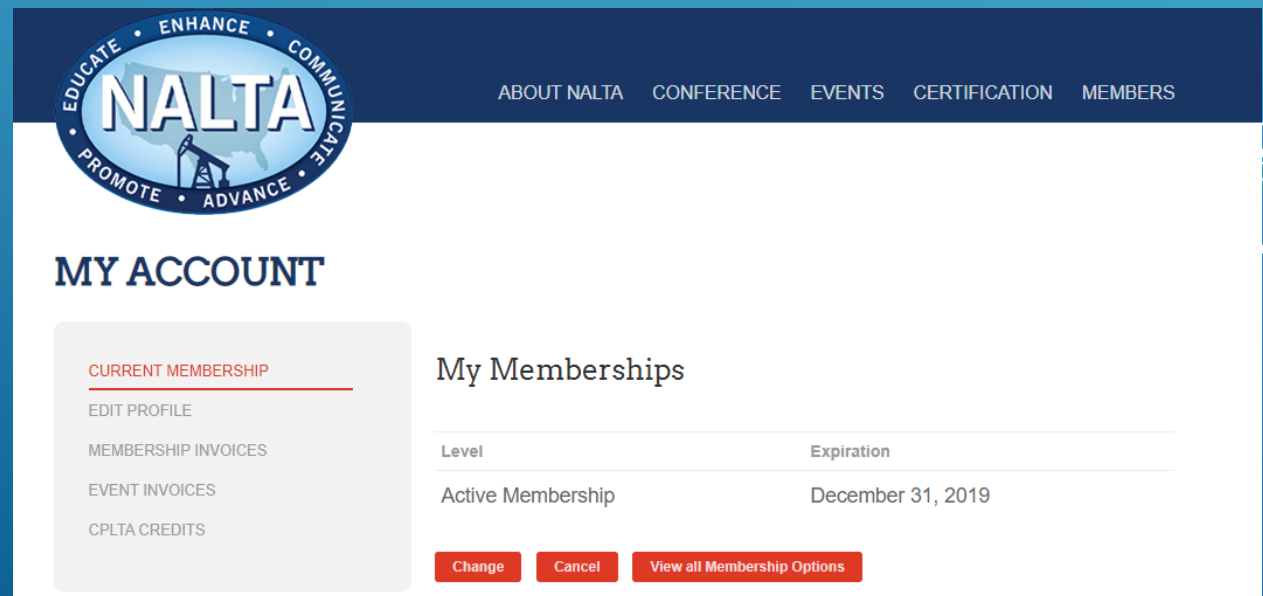 EDUCATE • ENHANCE • COMMUNICATE •
NALTA
PROMOTE • ADVANCE •
ABOUT NALTA CONFERENCE EVENTS CERTIFICATION MEMBERS
MY ACCOUNT
CURRENT MEMBERSHIP
EDIT PROFILE
MEMBERSHIP INVOICES
EVENT INVOICES
CPLTA CREDITS
My Memberships
Level Expiration
Active Membership December 31, 2019
Change Cancel View all Membership Options